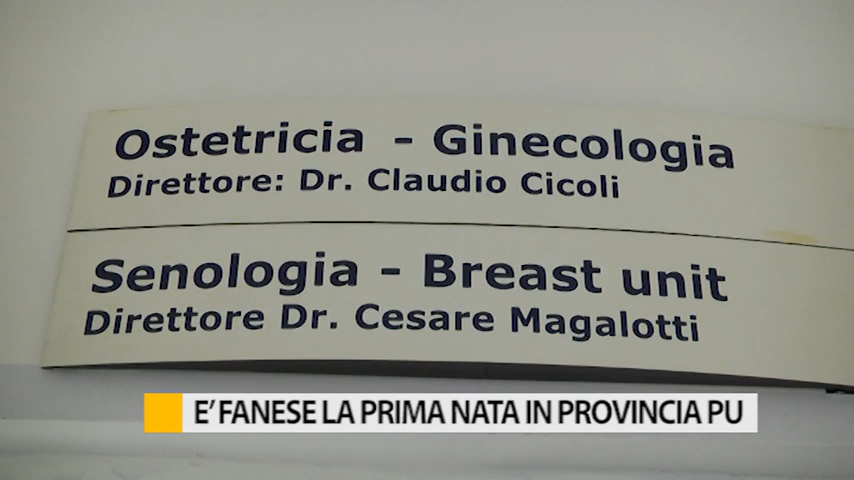 Ostetricia - Ginecologia
Direttore: Dr. Claudio Cicoli
Senologia - Breast unit
Direttore Dr. Cesare Magalotti
E' FANESE LA PRIMA NATA IN PROVINCIA PU